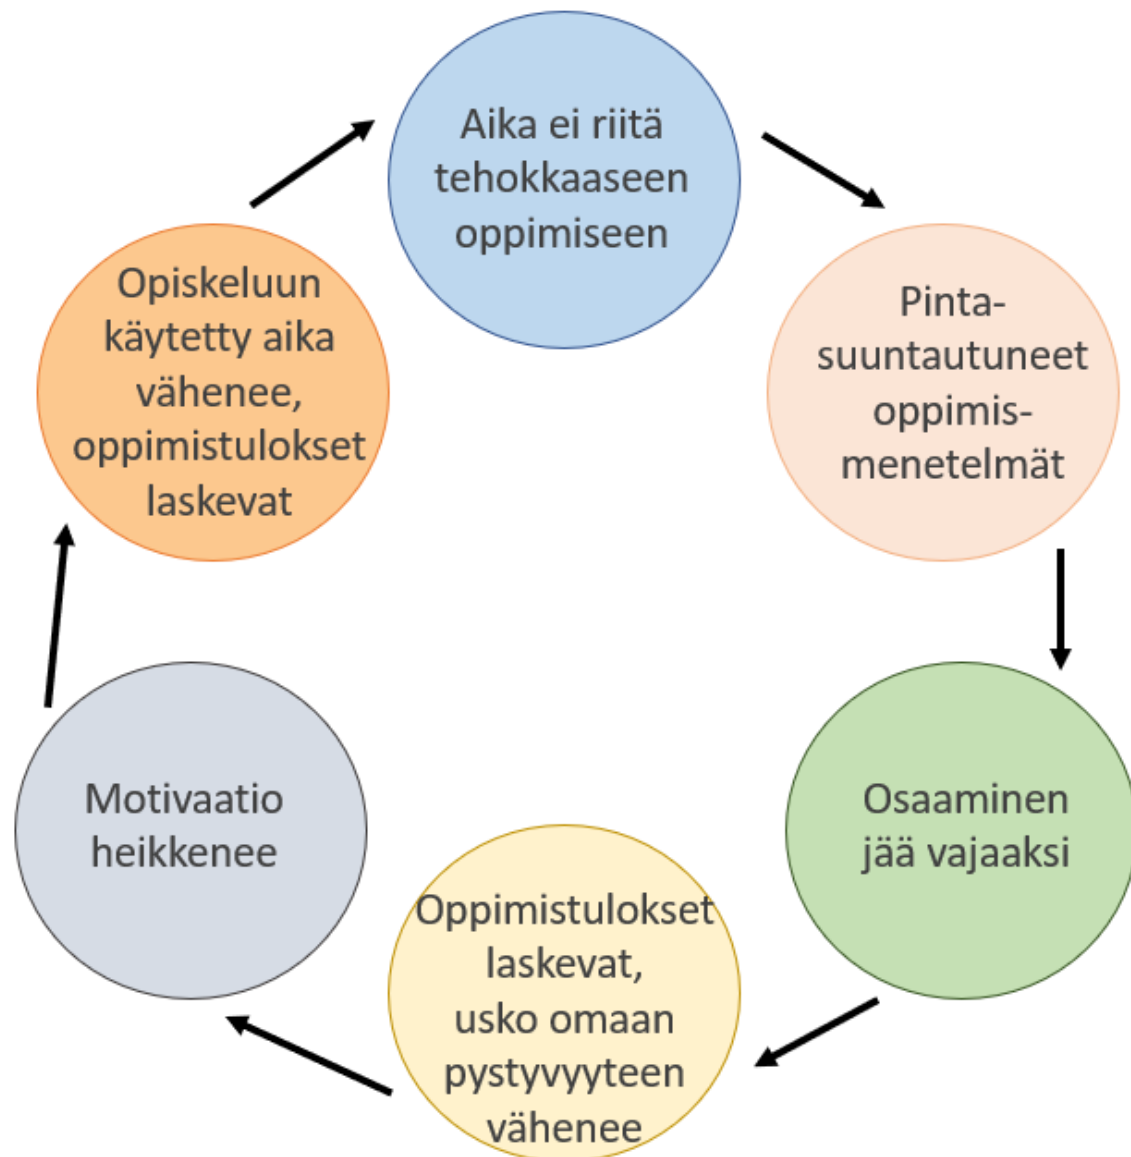 Aika ei riitä
tehokkaaseen
oppimiseen
Pinta-
suuntautuneet
oppimis-
menetelmät
Osaaminen
jää vajaaksi
Oppimistulokset
laskevat,
usko omaan
pystyvyyteen
vähenee
Motivaatio
heikkenee
Opiskeluun
käytetty aika
vähenee,
oppimistulokset
laskevat